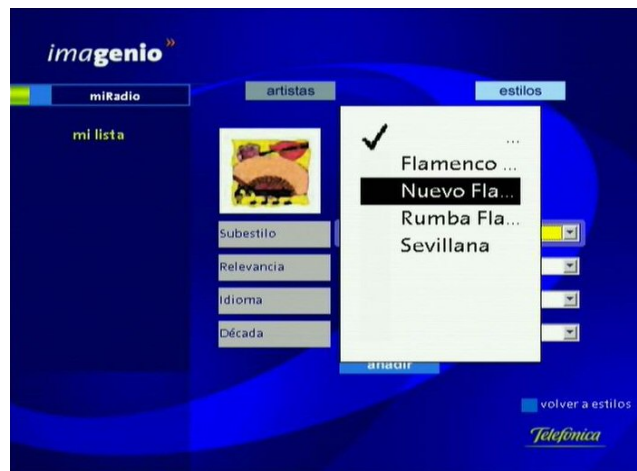 imagenio»
artistas
estilos
miRadio
mi lista
...
Flamenco ...
Nuevo Fla...
Rumba Fla...
Sevillana
Subestilo
Relevancia
Idioma
Década
añadir
volver a estilos
Telefónica